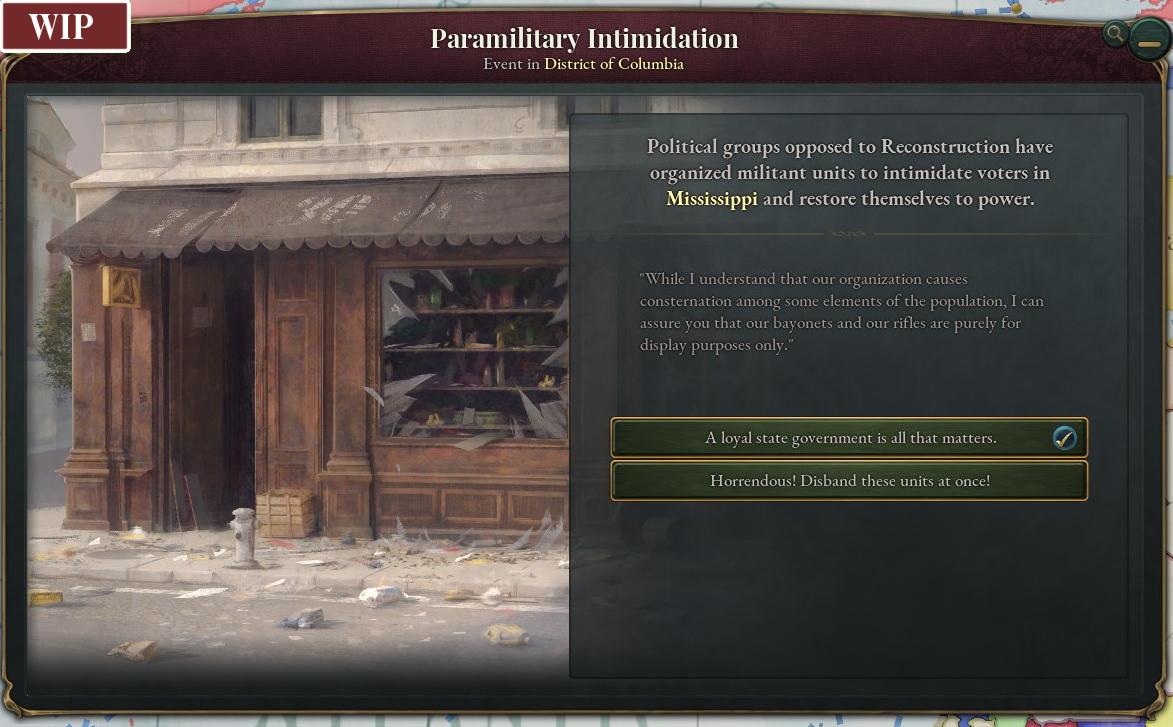 WIP
Paramilitary Intimidation
Event in District of Columbia
Political groups opposed to Reconstruction have
organized militant units to intimidate voters in
Mississippi and restore themselves to power.
"While I understand that our organization causes
consternation among some elements of the population, I can
assure you that our bayonets and our rifles are purely for
display purposes only."
A loyal state government is all that matters.
Horrendous! Disband these units at once!